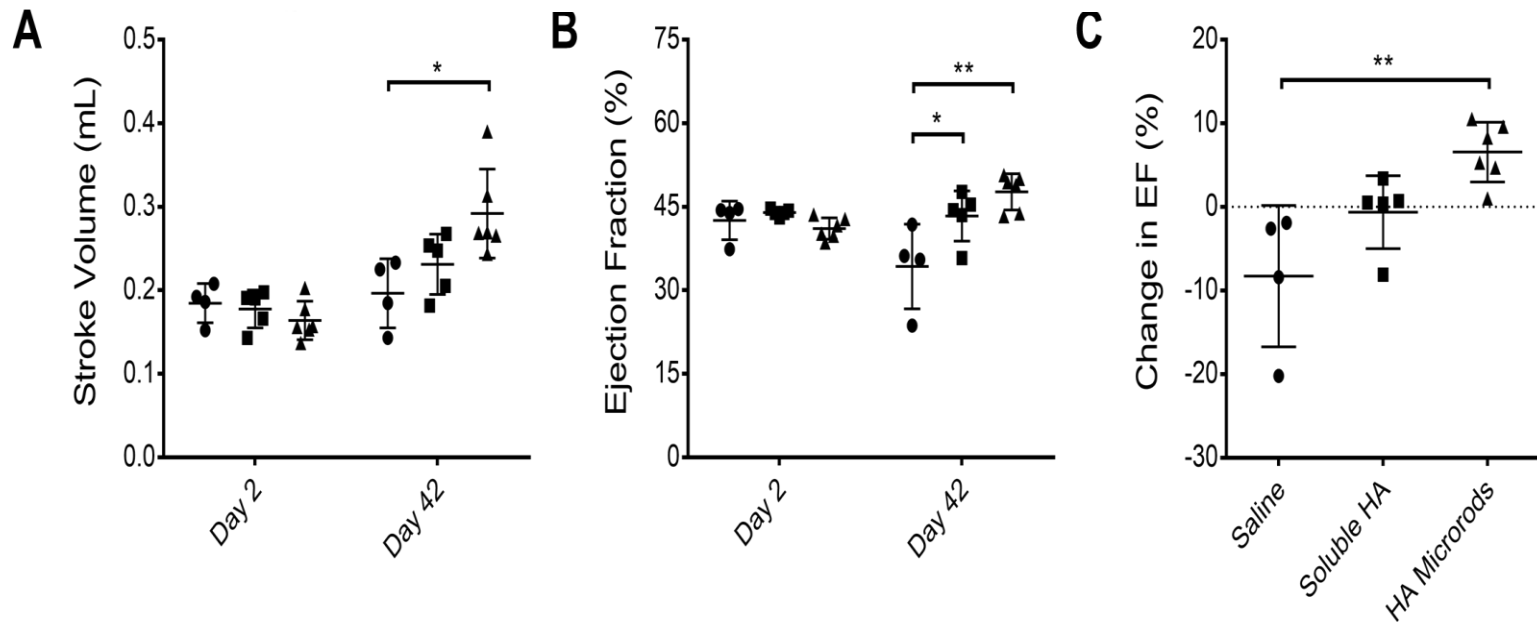 A
Stroke Volume (mL)
0.5
0.4
0.3
0.2
0.1
0.0
*
Day 2
Day 42
B
Ejection Fraction (%)
75
60
45
30
15
0
**
*
Day 2
Day 42
C
Change in EF (%)
20
10
0
-10
-20
-30
**
Saline
Soluble HA
HA Microrods